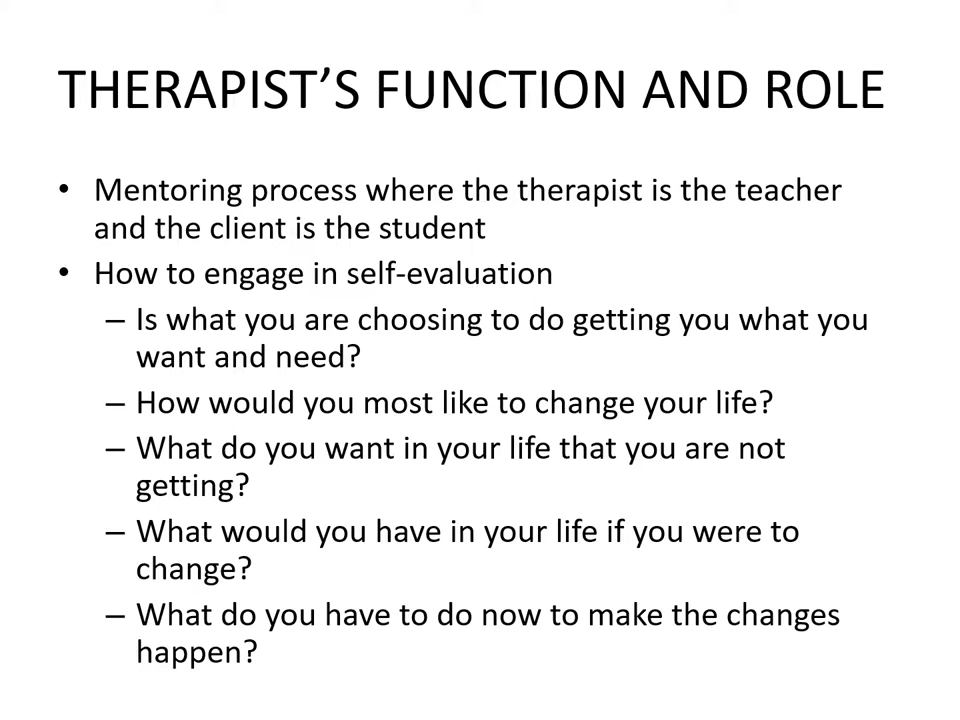 THERAPIST’S FUNCTION AND ROLE
• Mentoring process where the therapist is the teacher
and the client is the student
• How to engage in self-evaluation
– Is what you are choosing to do getting you what you
want and need?
– How would you most like to change your life?
– What do you want in your life that you are not
getting?
– What would you have in your life if you were to
change?
– What do you have to do now to make the changes
happen?